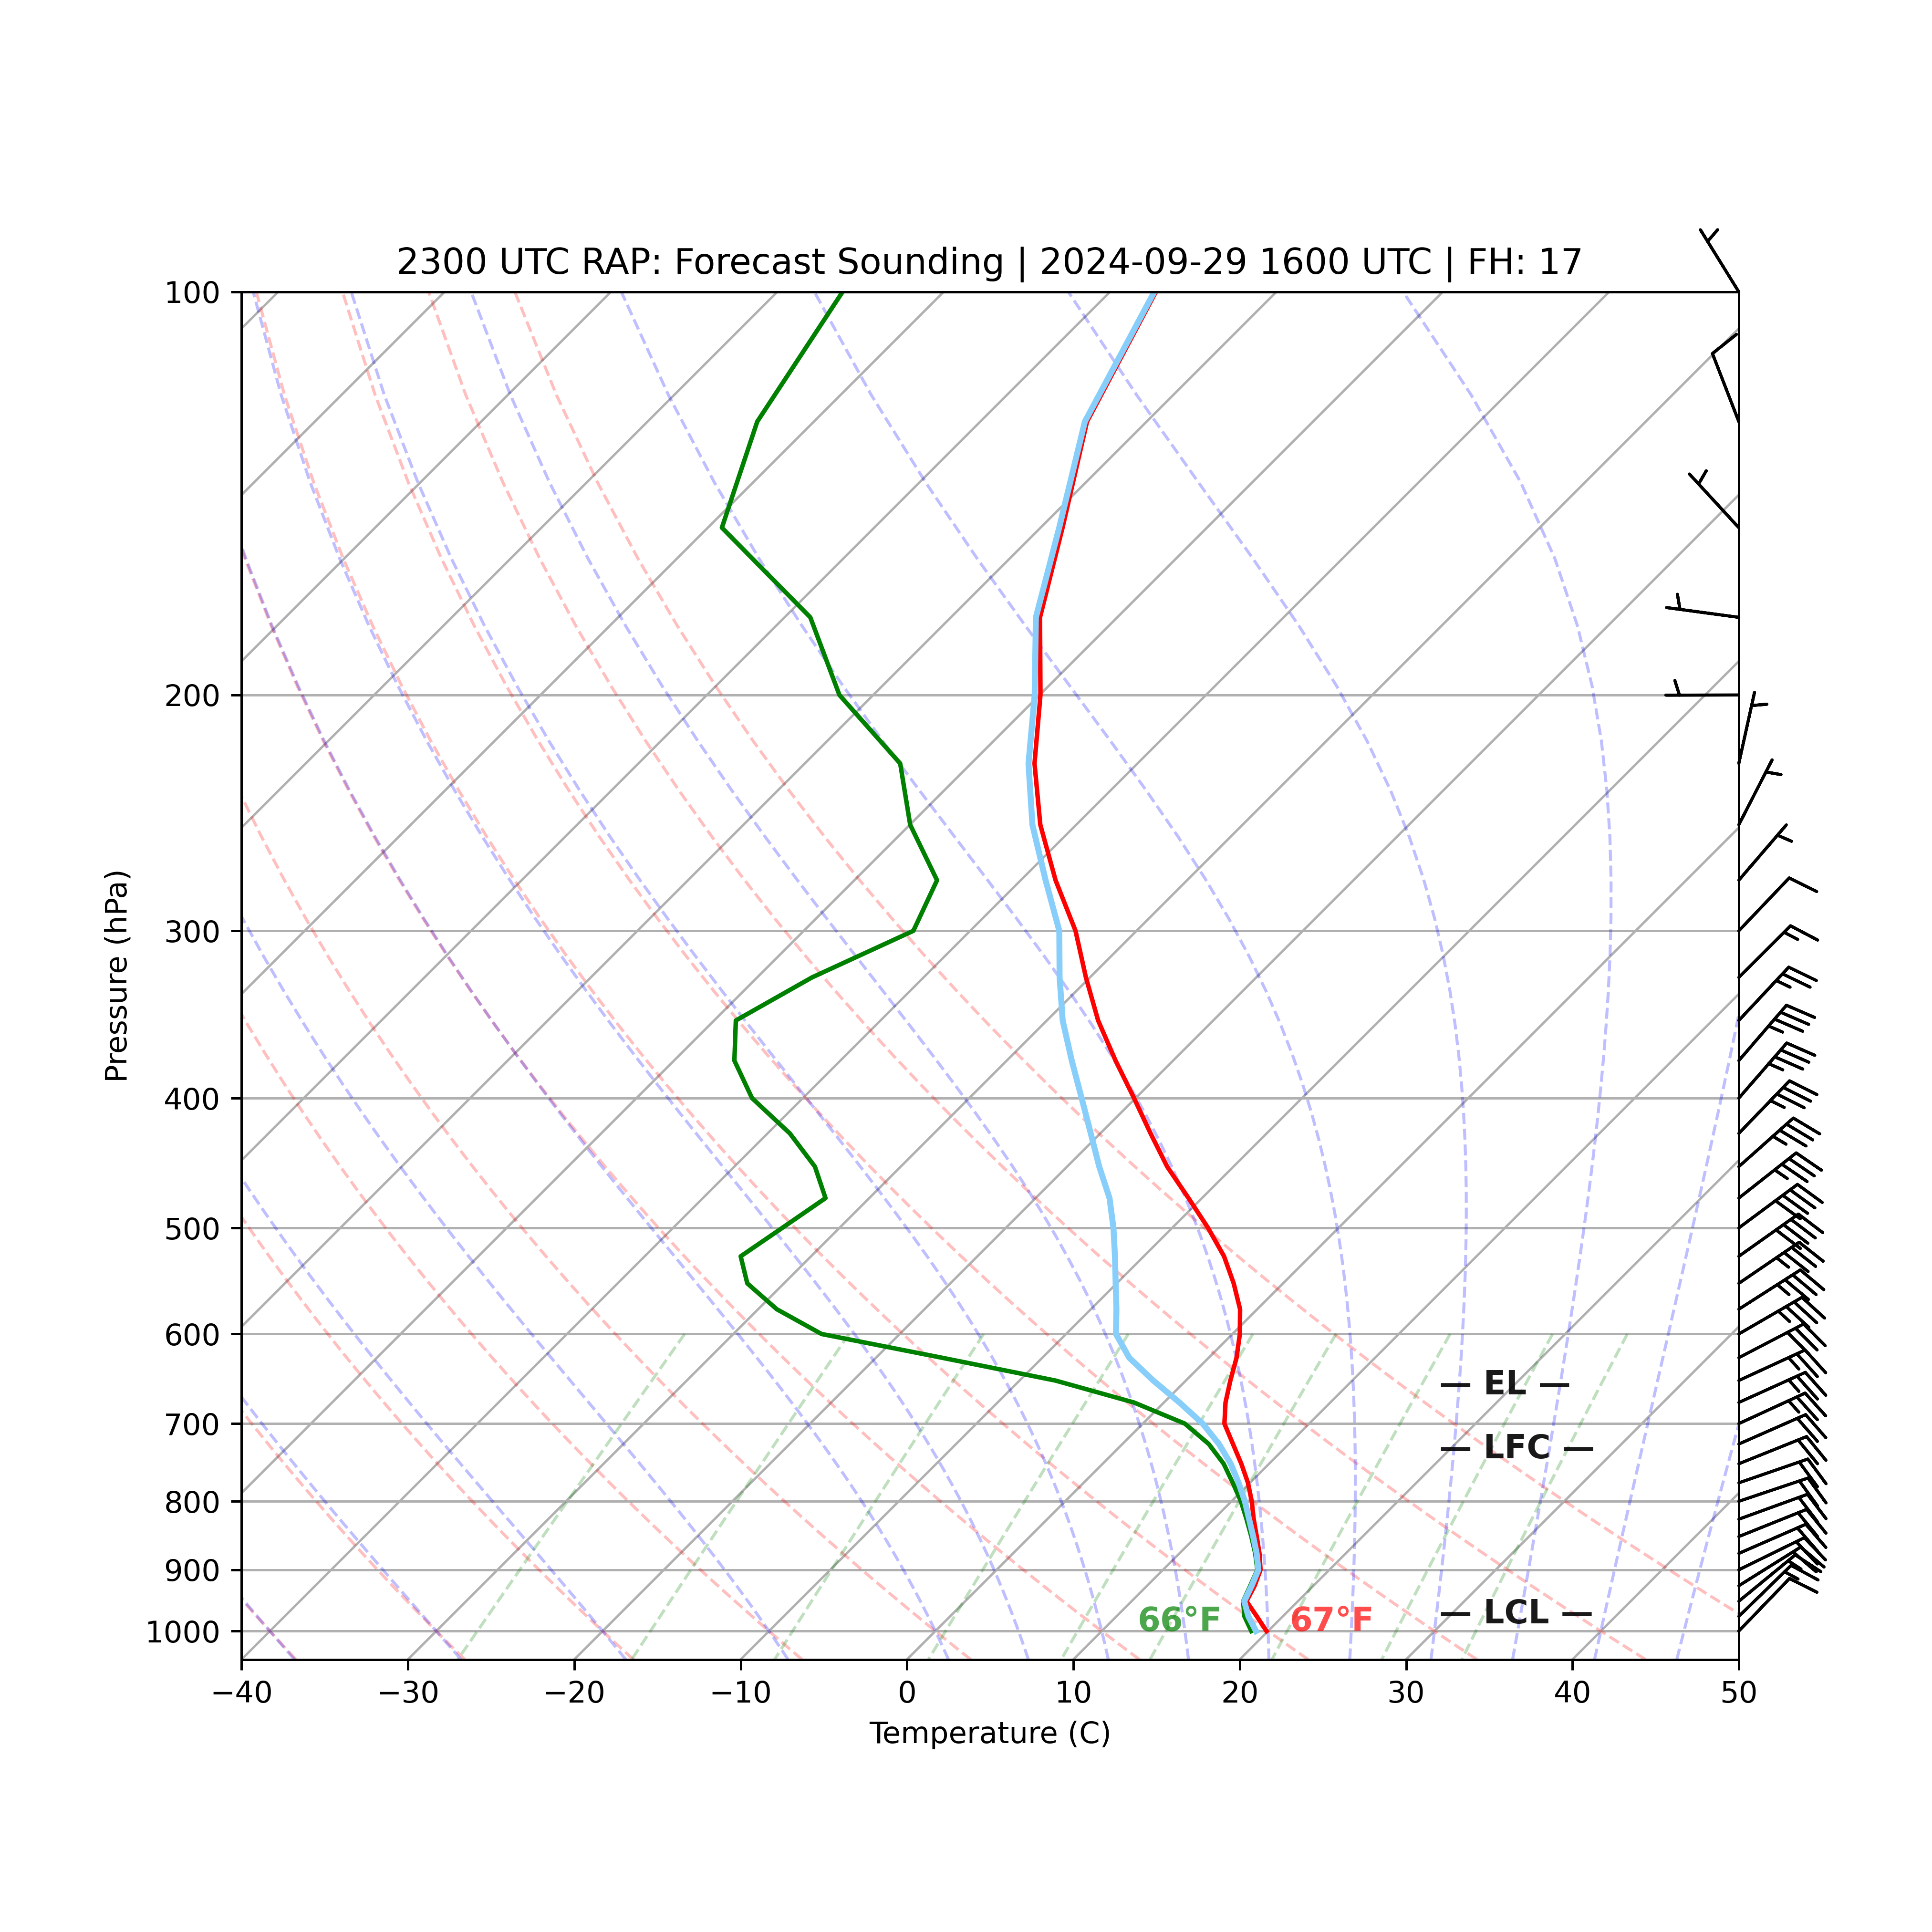 2300 UTC RAP: Forecast Sounding | 2024-09-29 1600 UTC | FH: 17
100
200
300
400
500
600
700
800
900
1000
Pressure (hPa)
— EL —
— LFC —
— LCL —
66°F 67°F
−40 −30 −20 −10 0 10 20 30 40 50
Temperature (C)